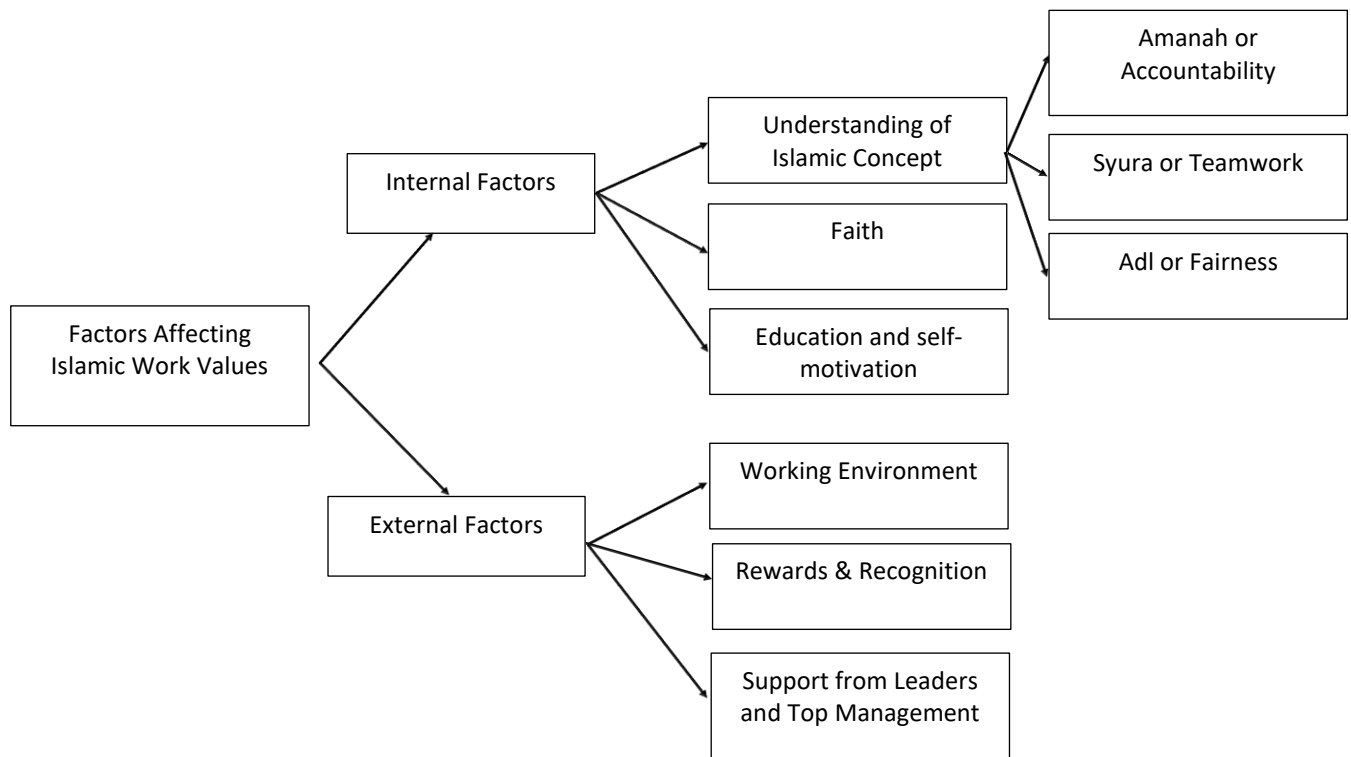 Factors Affecting
Islamic Work Values
Internal Factors
External Factors
Understanding of
Islamic Concept
Faith
Education and self-
motivation
Working Environment
Rewards & Recognition
Support from Leaders
and Top Management
Amanah or
Accountability
Syura or Teamwork
Adl or Fairness